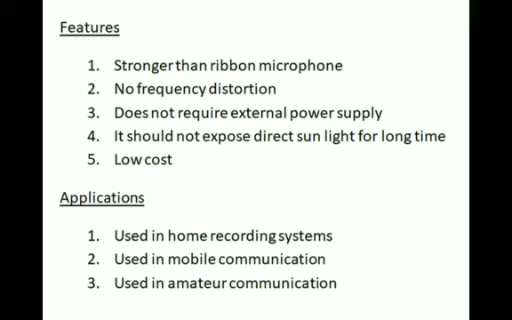 Features
1. Stronger than ribbon microphone
2. No frequency distortion
3. Does not require external power supply
4. It should not expose direct sun light for long time
5. Low cost
Applications
1. Used in home recording systems
2. Used in mobile communication
3. Used in amateur communication